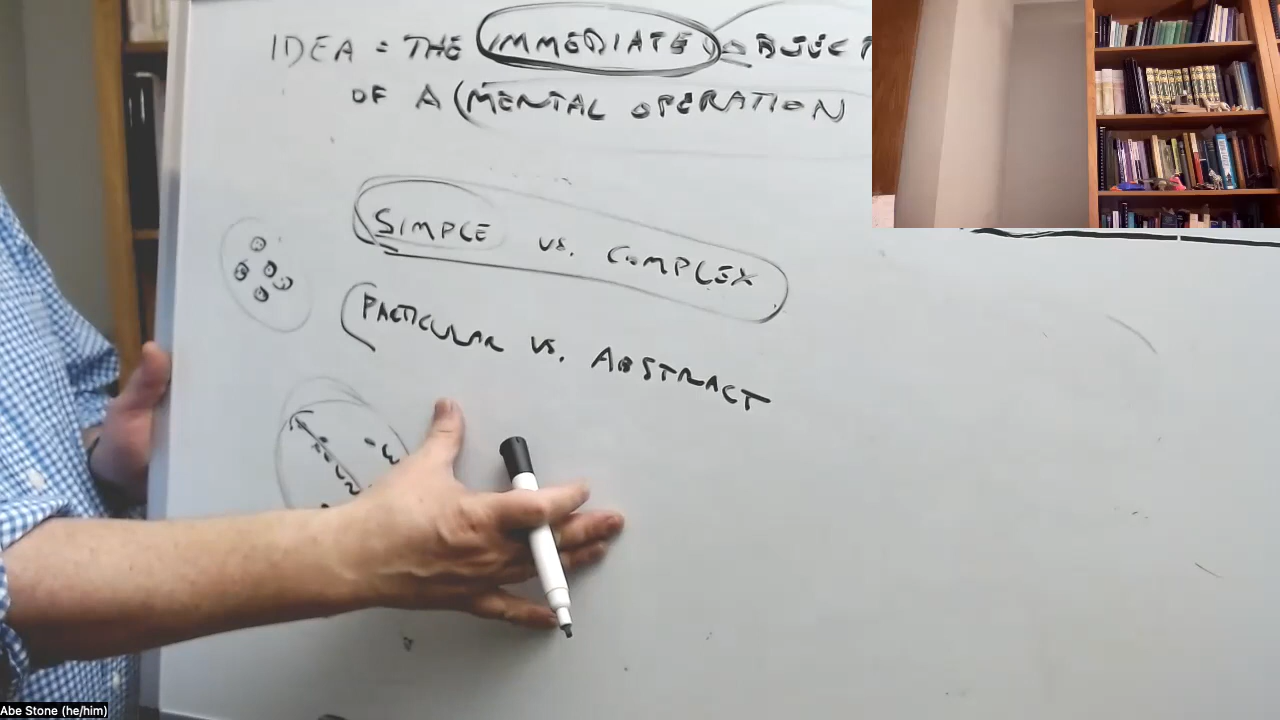 IDEA = THE IMMEDIATE OBJECT
OF A (MENTAL OPERATION
SIMPLE vs. COMPLEX
PARTICULAR vs. ABSTRACT
Abe Stone (he/him)